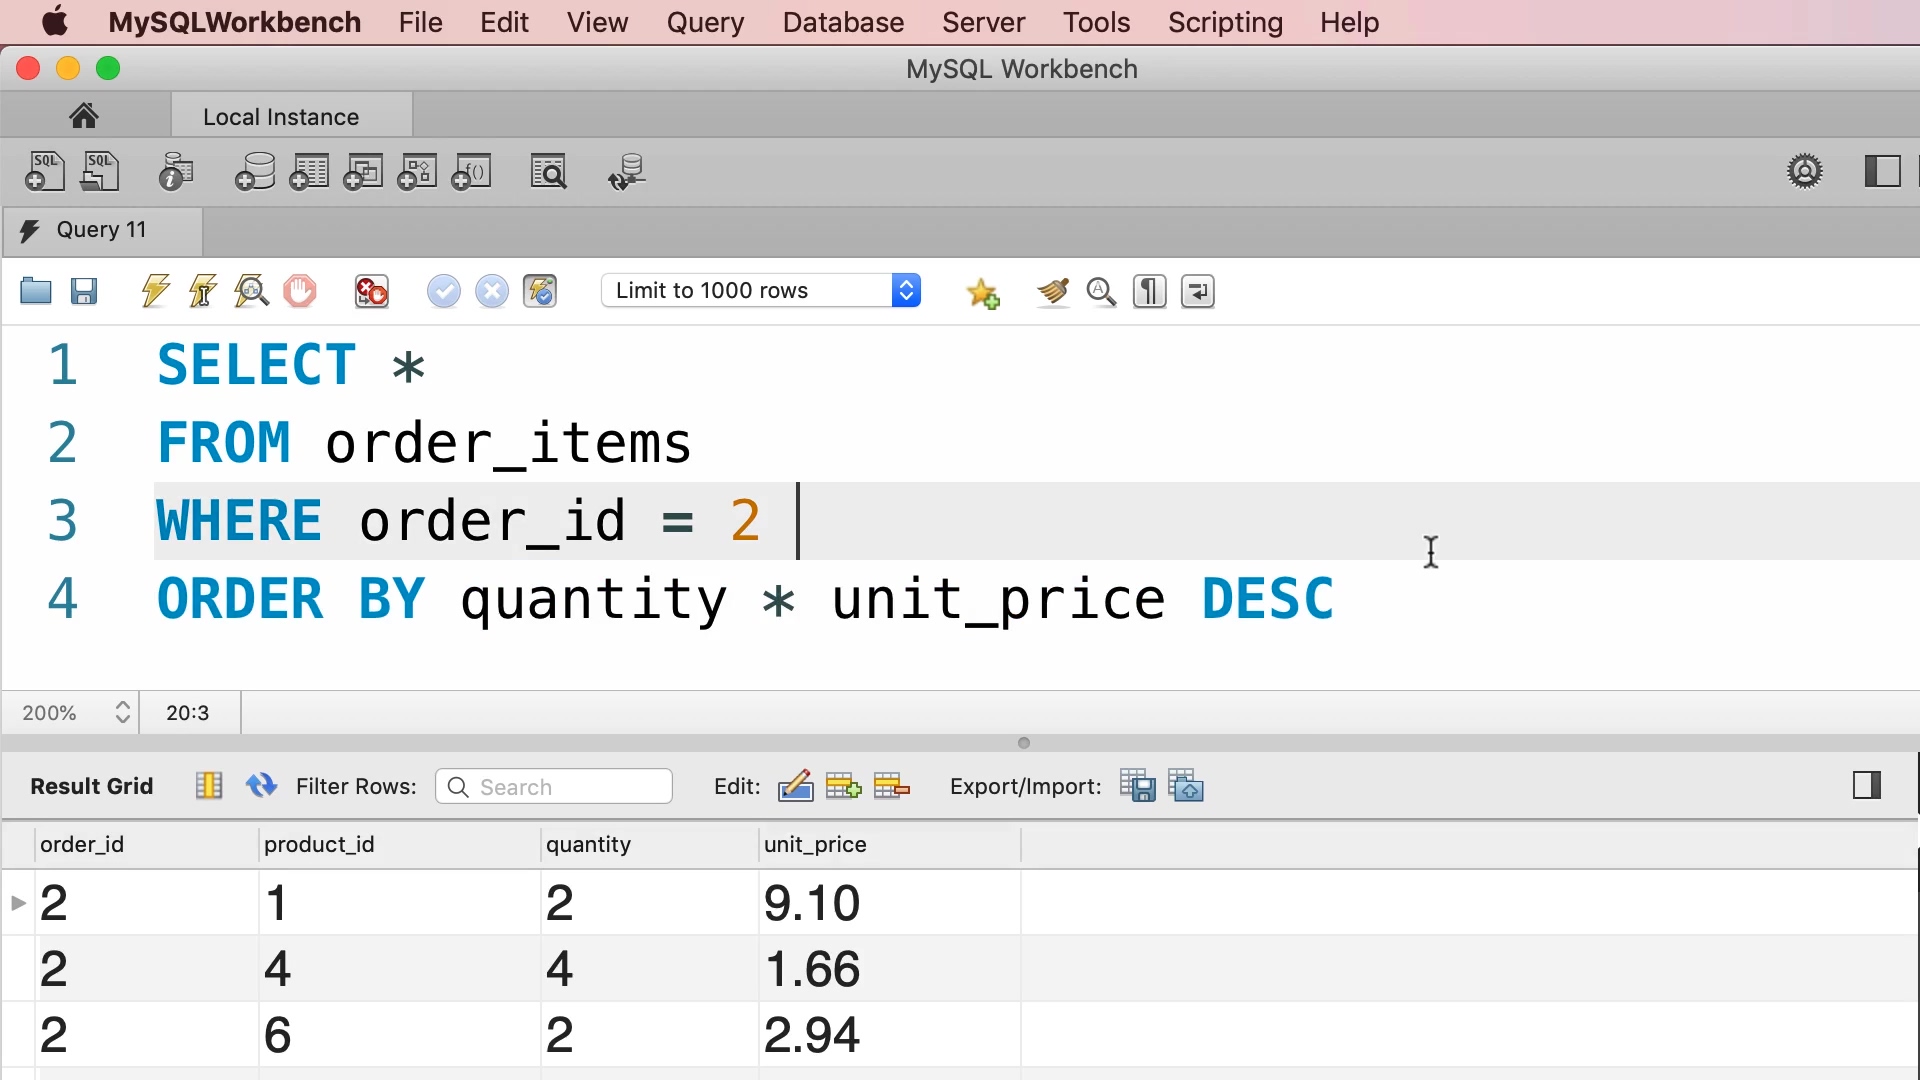 MySQLWorkbench File Edit View Query Database Server Tools Scripting Help
MySQL Workbench
Local Instance
SQL SQL
Query 11
Limit to 1000 rows
1 SELECT *
2 FROM order_items
3 WHERE order_id = 2
4 ORDER BY quantity * unit_price DESC
200% 20:3
Result Grid Filter Rows: Search Edit: Export/Import:
order_id product_id quantity unit_price
2 1 2 9.10
2 4 4 1.66
2 6 2 2.94